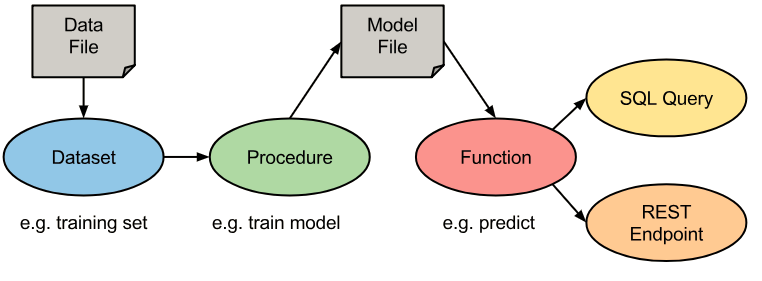 Data
File
Model
File
Dataset
Procedure
Function
SQL Query
REST
Endpoint
e.g. training set
e.g. train model
e.g. predict